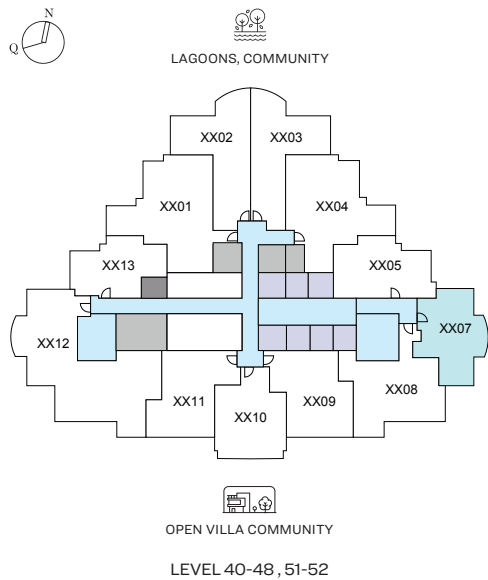 N
Q
LAGOONS, COMMUNITY
XX02 XX03
XX01 XX04
XX13 XX05
XX12 XX07
XX11 XX10 XX09 XX08
OPEN VILLA COMMUNITY
LEVEL 40-48 , 51-52